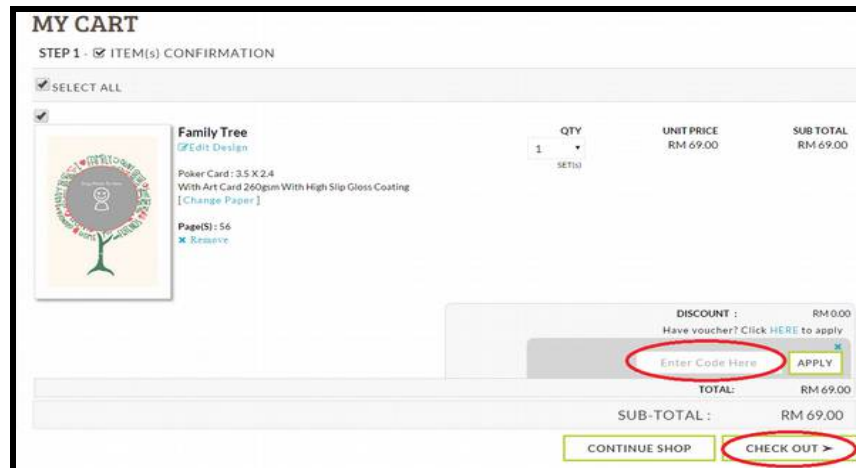 MY CART
STEP 1 - ITEM(s) CONFIRMATION
SELECT ALL
Family Tree
Edit Design
Poker Card : 3.5 X 2.4
With Art Card 260gsm With High Slip Gloss Coating
[ Change Paper ]
Page(S) : 56
Remove
QTY UNIT PRICE SUB TOTAL
1 RM 69.00 RM 69.00
SET(s)
DISCOUNT : RM 0.00
Have voucher? Click HERE to apply
Enter Code Here APPLY
TOTAL: RM 69.00
SUB-TOTAL : RM 69.00
CONTINUE SHOP CHECK OUT ➤